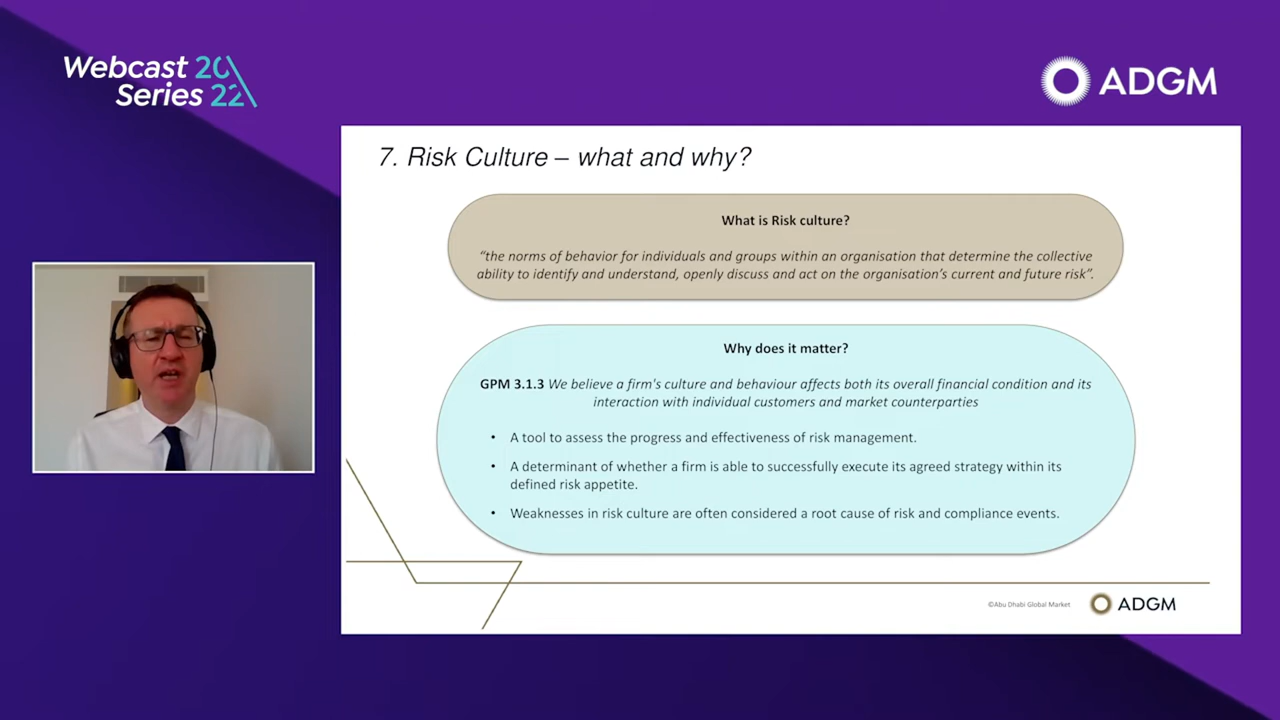 Webcast 20
Series 22
ADGM
7. Risk Culture – what and why?
What is Risk culture?
“the norms of behavior for individuals and groups within an organisation that determine the collective
ability to identify and understand, openly discuss and act on the organisation’s current and future risk”.
Why does it matter?
GPM 3.1.3 We believe a firm's culture and behaviour affects both its overall financial condition and its
interaction with individual customers and market counterparties
• A tool to assess the progress and effectiveness of risk management.
• A determinant of whether a firm is able to successfully execute its agreed strategy within its
defined risk appetite.
• Weaknesses in risk culture are often considered a root cause of risk and compliance events.
©Abu Dhabi Global Market
ADGM